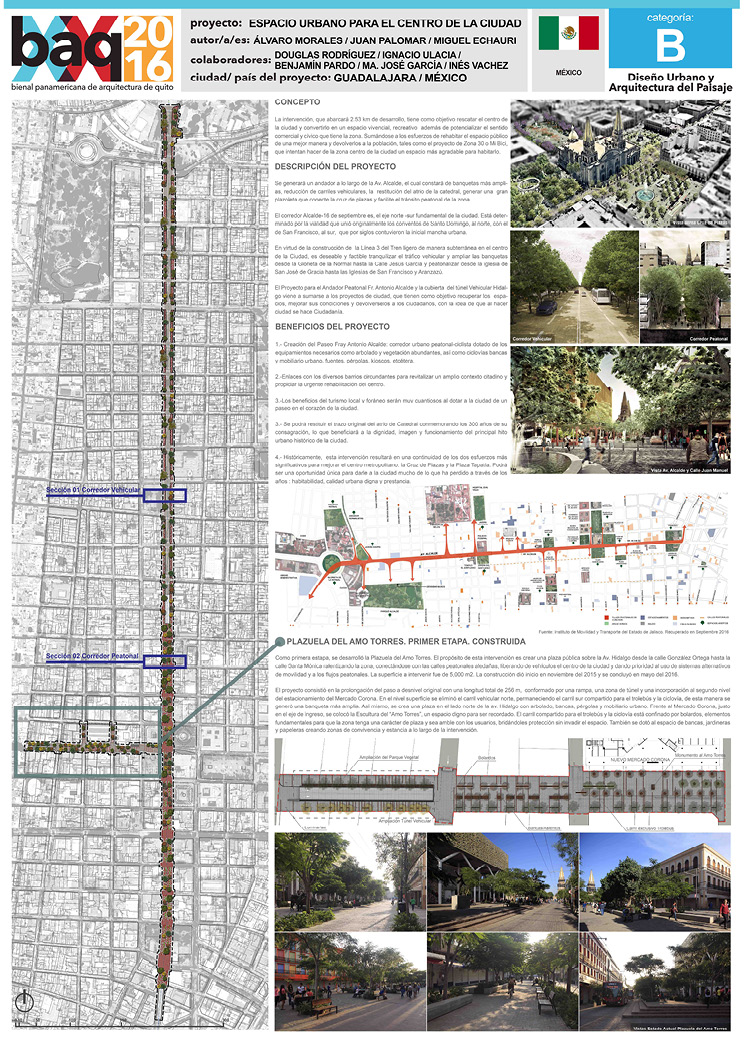 baq
20
16
bienal panamericana de arquitectura de quito
proyecto: ESPACIO URBANO PARA EL CENTRO DE LA CIUDAD
autor/a/es: ÁLVARO MORALES / JUAN PALOMAR / MIGUEL ECHAURI
colaboradores: DOUGLAS RODRÍGUEZ / IGNACIO ULACIA /
BENJAMÍN PARDO / MA. JOSÉ GARCÍA / INÉS VACHEZ
ciudad/ país del proyecto: GUADALAJARA / MÉXICO
MÉXICO
categoría:
B
Diseño Urbano y
Arquitectura del Paisaje
CONCEPTO
La intervención, que abarcará 2.53 km de desarrollo, tiene como objetivo rescatar el centro de
la ciudad y convertirlo en un espacio vivencial, recreativo además de potencializar el sentido
comercial y cívico que tiene la zona. Sumándose a los esfuerzos de rehabitar el espacio público
de una mejor manera y devolverlos a la población, tales como el proyecto de Zona 30 o Mi Bici,
que intentan hacer de la zona centro de la ciudad un espacio más agradable para habitarlo.
DESCRIPCIÓN DEL PROYECTO
Se generará un andador a lo largo de la Av. Alcalde, el cual constará de banquetas más ampli-
as, reducción de carriles vehiculares, la restitución del atrio de la catedral, generar una gran
plazoleta que conecte la cruz de plazas y facilite el tránsito peatonal de la zona.
El corredor Alcalde-16 de septiembre es, el eje norte -sur fundamental de la ciudad. Está deter-
minado por la vialidad que unió originalmente los conventos de Santo Domingo, al norte, con el
de San Francisco, al sur, que por siglos contuvieron la inicial mancha urbana.
En virtud de la construcción de la Línea 3 del Tren ligero de manera subterránea en el centro
de la Ciudad, es deseable y factible tranquilizar el tráfico vehicular y ampliar las banquetas
desde la Glorieta de la Normal hasta la Calle Jesús García y peatonalizar desde la iglesia de
San José de Gracia hasta las Iglesias de San Francisco y Aranzazú.
El Proyecto para el Andador Peatonal Fr. Antonio Alcalde y la cubierta del túnel Vehicular Hidal-
go viene a sumarse a los proyectos de ciudad, que tienen como objetivo recuperar los espa-
cios, mejorar sus condiciones y devolverselos a los ciudadanos, con la idea de que al hacer
ciudad se hace Ciudadanía.
BENEFICIOS DEL PROYECTO
1.- Creación del Paseo Fray Antonio Alcalde: corredor urbano peatonal-ciclista dotado de los
equipamientos necesarios como arbolado y vegetación abundantes, así como ciclovías bancas
y mobiliario urbano, fuentes, pérgolas, kioscos, etcétera.
2.-Enlaces con los diversos barrios circundantes para revitalizar un amplio contexto citadino y
propiciar la urgente rehabilitación del centro.
3.-Los beneficios del turismo local y foráneo serán muy cuantiosos al dotar a la ciudad de un
paseo en el corazón de la ciudad.
3.- Se podrá restituir el trazo original del atrio de Catedral conmemorando los 300 años de su
consagración, lo que beneficiará a la dignidad, imagen y funcionamiento del principal hito
urbano histórico de la ciudad.
4.- Históricamente, esta intervención resultará en una continuidad de los dos esfuerzos más
significativos para mejorar el centro metropolitano: la Cruz de Plazas y la Plaza Tapatía. Podrá
ser una oportunidad única para darle a la ciudad mucho de lo que ha perdido a través de los
años : habitabilidad, calidad urbana digna y prestancia.
Corredor Vehicular
Corredor Peatonal
Vista Av. Alcalde y Calle Juan Manuel
Sección 01 Corredor Vehicular
Sección 02 Corredor Peatonal
AV. ALCALDE
Fuente: Instituto de Movilidad y Transporte del Estado de Jalisco. Recuperado en Septiembre 2016
PLAZUELA DEL AMO TORRES. PRIMER ETAPA. CONSTRUIDA
Como primera estapa, se desarrolló la Plazuela del Amo Torres. El propósito de esta intervención es crear una plaza pública sobre la Av. Hidalgo desde la calle González Ortega hasta la
calle Santa Mónica ralentizando la zona, conectándose con las calles peatonales aledañas, liberando de vehículos el centro de la ciudad y dando prioridad al uso de sistemas alternativos
de movilidad y a los flujos peatonales. La superficie a intervenir fue de 5,000 m2. La construcción dió inicio en noviembre del 2015 y se concluyó en mayo del 2016.
El proyecto consistió en la prolongación del paso a desnivel original con una longitud total de 256 m, conformado por una rampa, una zona de túnel y una incorporación al segundo nivel
del estacionamiento del Mercado Corona. En el nivel superficie se eliminó el carril vehicular norte, permaneciendo el carril sur compartido para el trolebús y la ciclovía, de esta manera se
generó una banqueta más amplia. Así mismo, se crea una plaza en el lado norte de la av. Hidalgo con arbolado, bancas, pérgolas y mobiliario urbano. Frente al Mercado Corona, justo
en el eje de ingreso, se colocó la Escultura del "Amo Torres", un espacio digno para ser recordado. El carril compartido para el trolebús y la ciclovía está confinado por bolardos, elementos
fundamentales para que la zona tenga una carácter de plaza y sea amble con los usuarios, brindándoles protección sin invadir el espacio. También se dotó al espacio de bancas, jardineras
y papeleras creando zonas de convivencia y estancia a lo largo de la intervención.
Ampliación del Parque Vegetal
NUEVO MERCADO CORONA
Monumento al Amo Torres
Ampliación Túnel Vehicular
Vistas Estado Actual Plazuela del Amo Torres